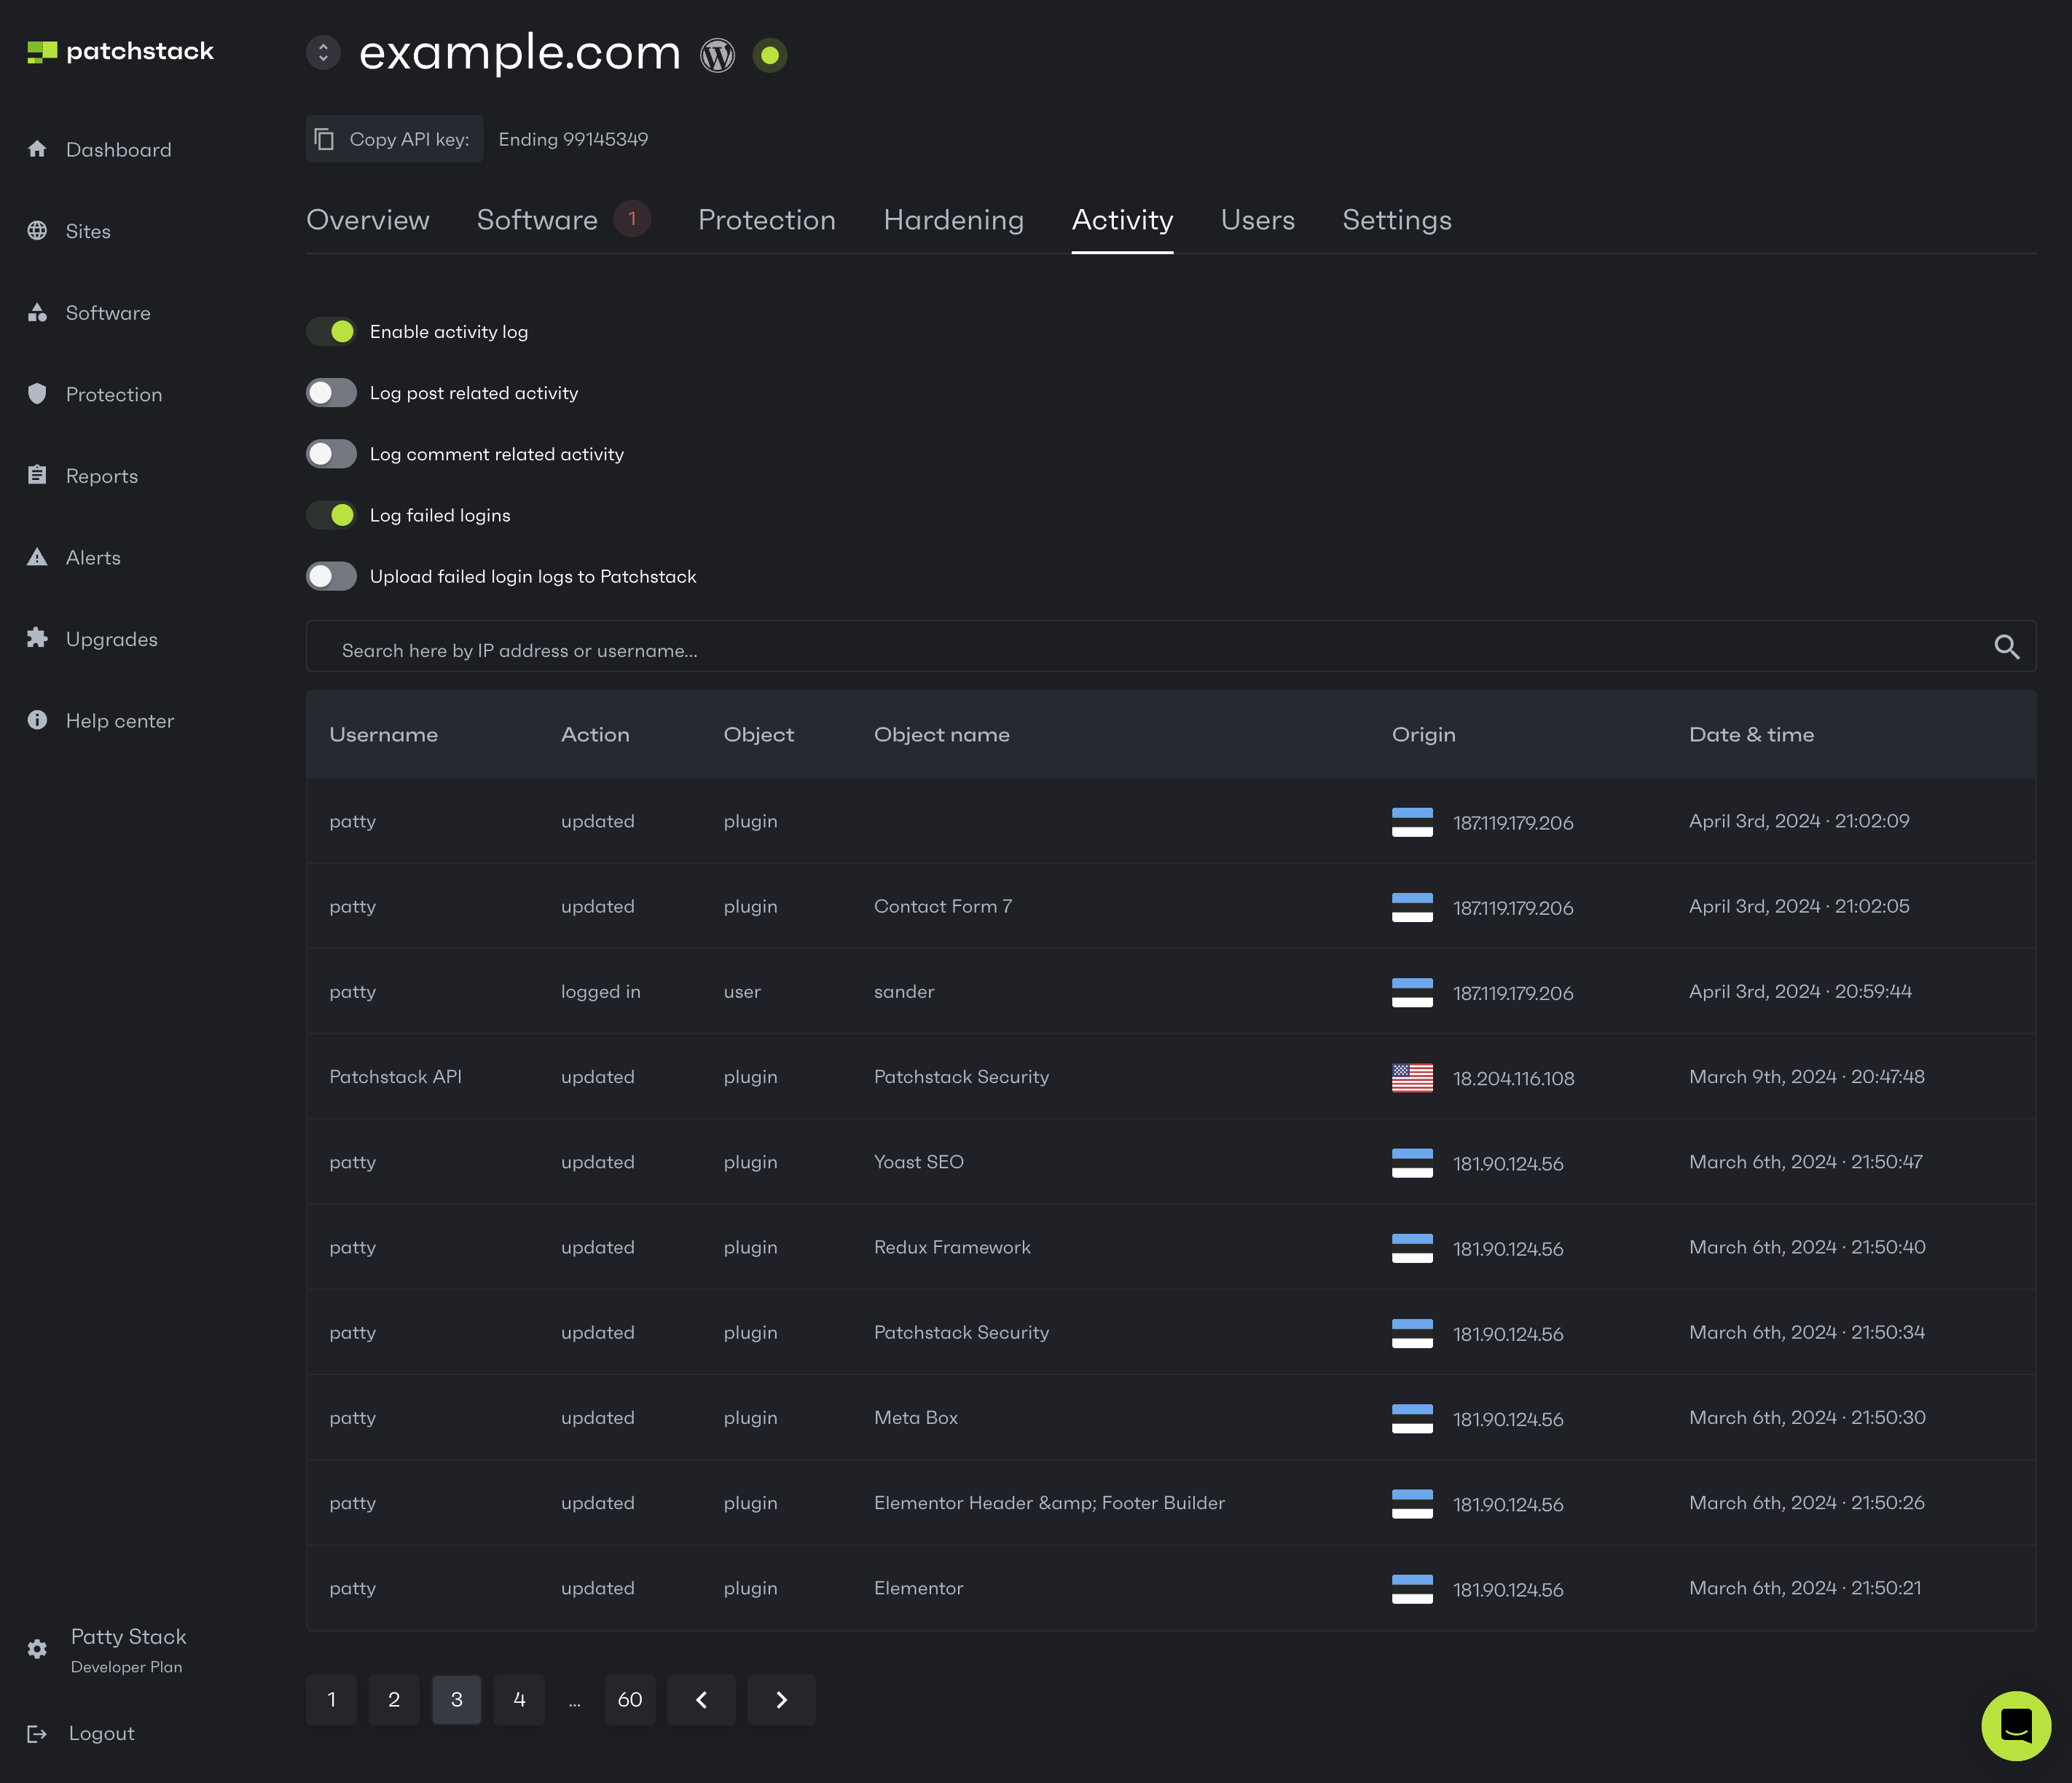 patchstack
example.com
Copy API key: Ending 99145349
Overview Software 1 Protection Hardening Activity Users Settings
Dashboard
Sites
Software
Protection
Reports
Alerts
Upgrades
Help center
Enable activity log
Log post related activity
Log comment related activity
Log failed logins
Upload failed login logs to Patchstack
Search here by IP address or username...
Username Action Object Object name Origin Date & time
patty updated plugin 187.119.179.206 April 3rd, 2024 · 21:02:09
patty updated plugin Contact Form 7 187.119.179.206 April 3rd, 2024 · 21:02:05
patty logged in user sander 187.119.179.206 April 3rd, 2024 · 20:59:44
Patchstack API updated plugin Patchstack Security 18.204.116.108 March 9th, 2024 · 20:47:48
patty updated plugin Yoast SEO 181.90.124.56 March 6th, 2024 · 21:50:47
patty updated plugin Redux Framework 181.90.124.56 March 6th, 2024 · 21:50:40
patty updated plugin Patchstack Security 181.90.124.56 March 6th, 2024 · 21:50:34
patty updated plugin Meta Box 181.90.124.56 March 6th, 2024 · 21:50:30
patty updated plugin Elementor Header &amp; Footer Builder 181.90.124.56 March 6th, 2024 · 21:50:26
patty updated plugin Elementor 181.90.124.56 March 6th, 2024 · 21:50:21
1 2 3 4 ... 60
Patty Stack
Developer Plan
Logout